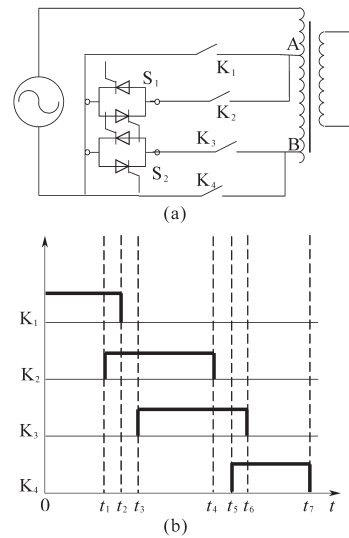 A
K1
S1
K2
K3
B
S2
K4
(a)
K1
K2
K3
K4
0 t1 t2 t3 t4 t5 t6 t7 t
(b)